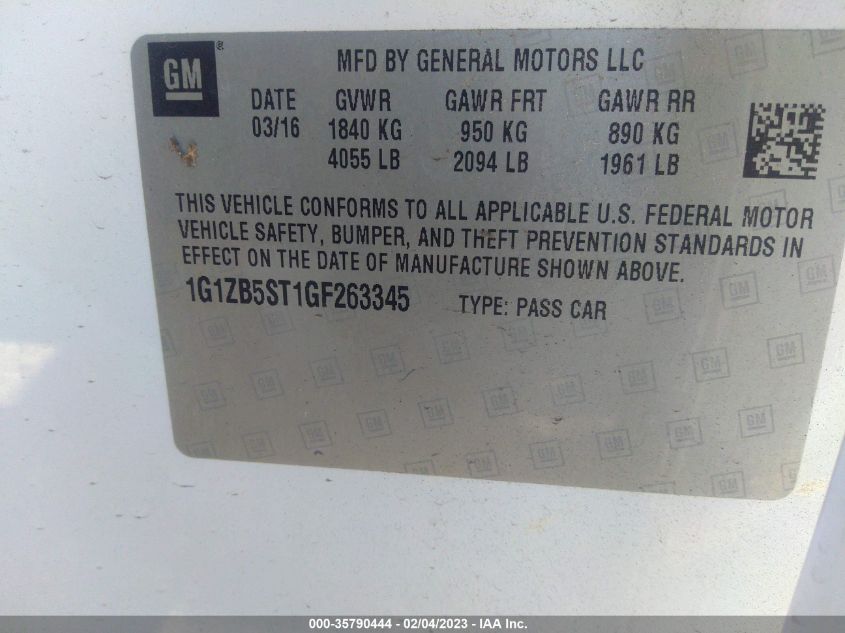 GM ®
MFD BY GENERAL MOTORS LLC
DATE GVWR GAWR FRT GAWR RR
03/16 1840 KG 950 KG 890 KG
4055 LB 2094 LB 1961 LB
THIS VEHICLE CONFORMS TO ALL APPLICABLE U.S. FEDERAL MOTOR
VEHICLE SAFETY, BUMPER, AND THEFT PREVENTION STANDARDS IN
EFFECT ON THE DATE OF MANUFACTURE SHOWN ABOVE.
1G1ZB5ST1GF263345 TYPE: PASS CAR
000-35790444 - 02/04/2023 - IAA Inc.